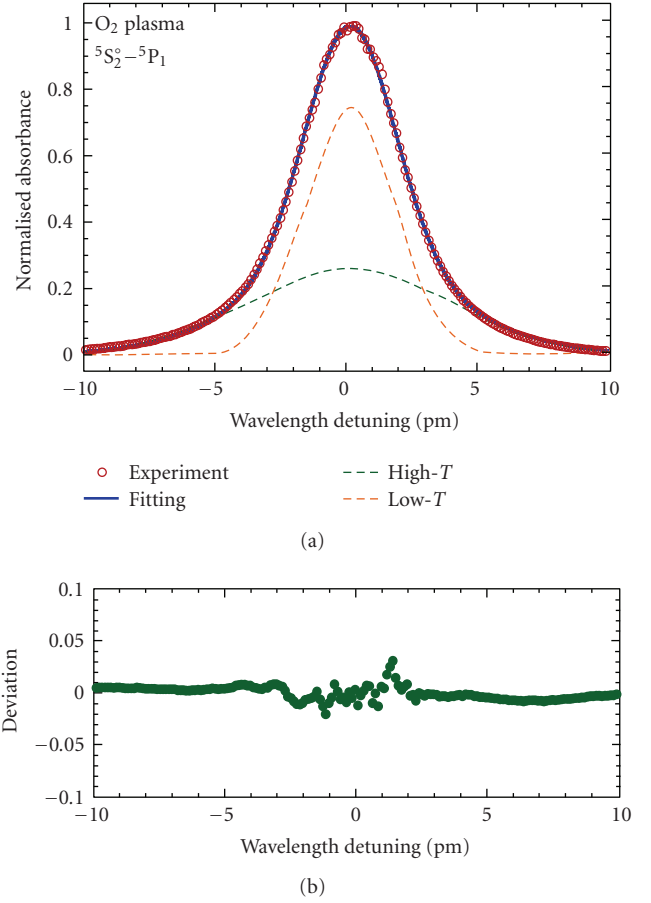 O₂ plasma
⁵S₂°−⁵P₁
1
0.8
0.6
0.4
0.2
0
Normalised absorbance
−10 −5 0 5 10
Wavelength detuning (pm)
Experiment
Fitting
High-T
Low-T
(a)
0.1
0.05
0
−0.05
−0.1
Deviation
−10 −5 0 5 10
Wavelength detuning (pm)
(b)